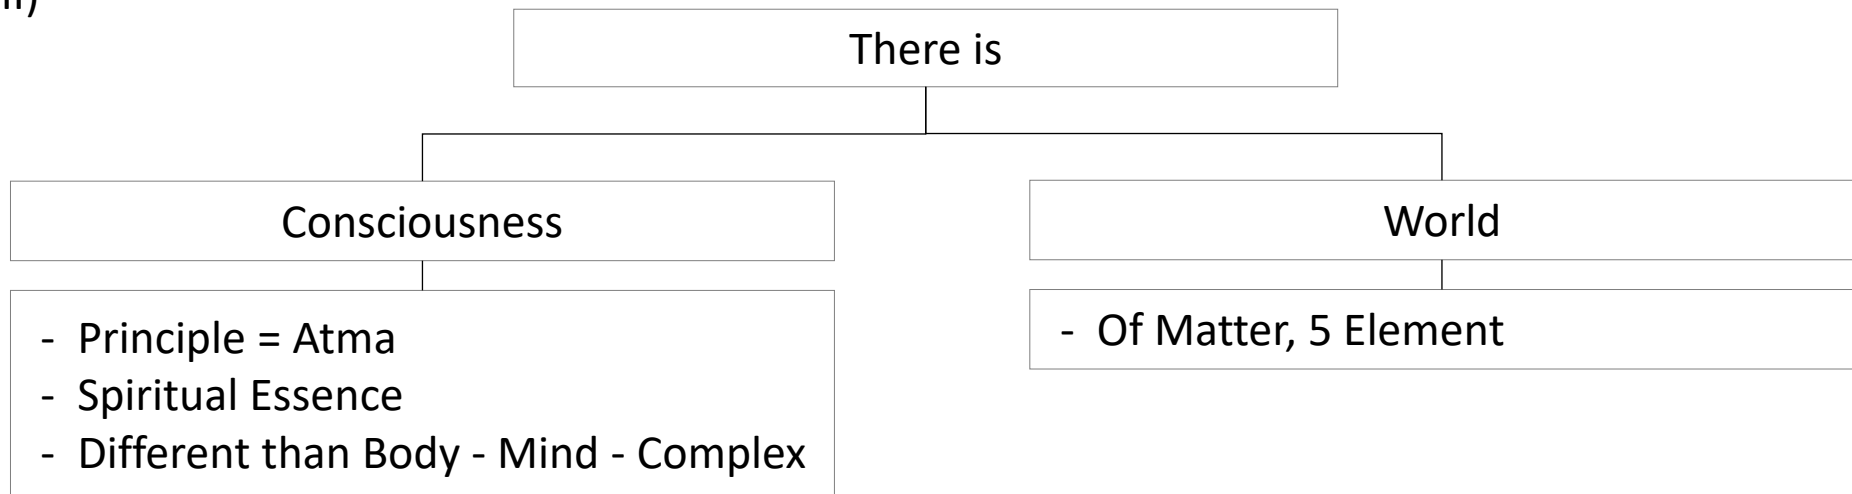 There is
Consciousness
World
- Principle = Atma
- Spiritual Essence
- Different than Body - Mind - Complex
- Of Matter, 5 Element